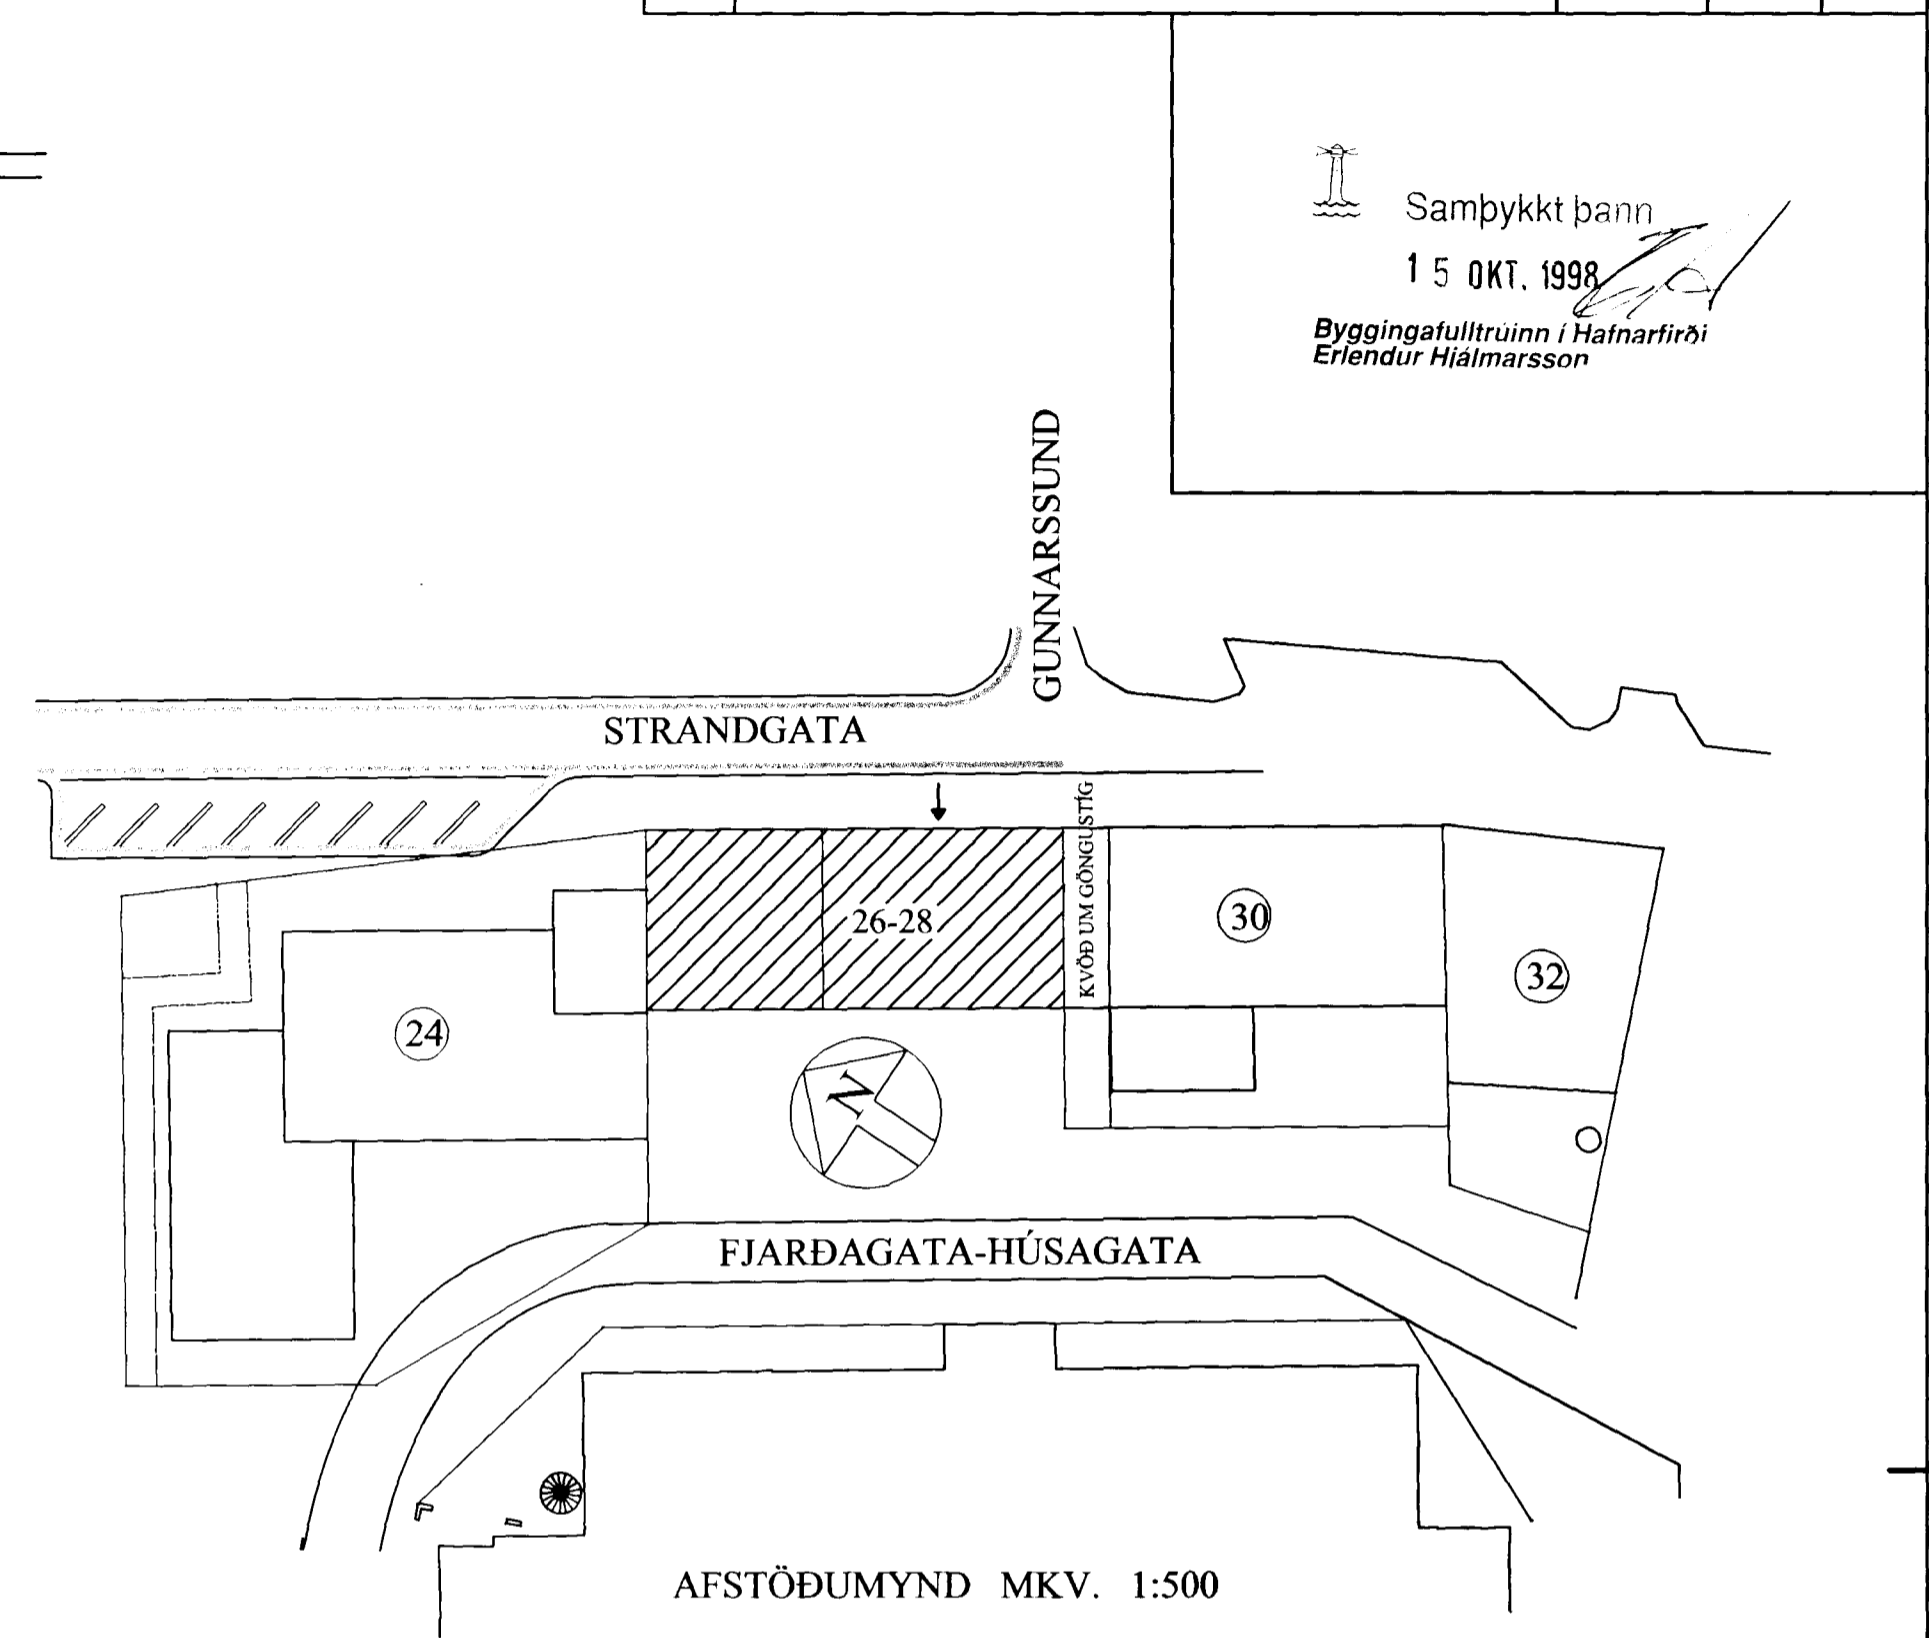 Samþykkt þann
15 OKT. 1998
Byggingafulltrúinn í Hafnarfirði
Erlendur Hjálmarsson
GUNNARSSUND
STRANDGATA
KVÖÐ UM GÖNGUSTÍG
26-28
30
32
24
N
FJARÐAGATA-HÚSAGATA
AFSTÖÐUMYND MKV. 1:500